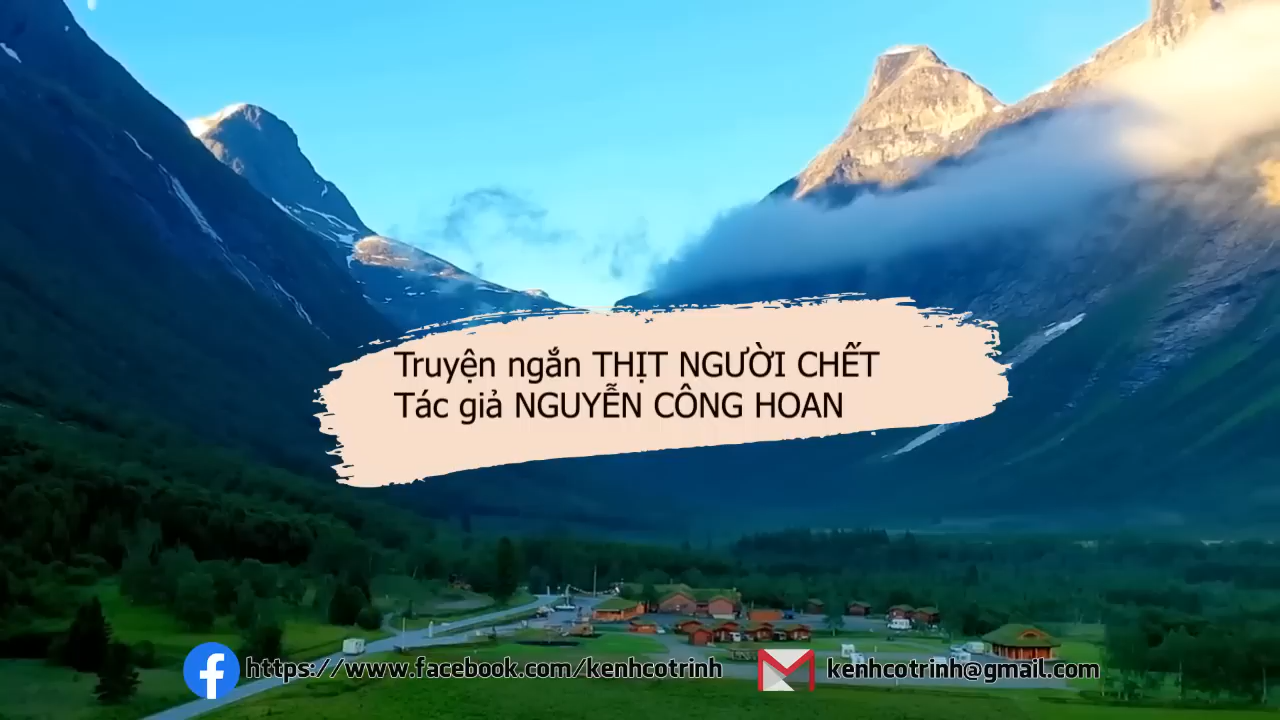 Truyện ngắn THỊT NGƯỜI CHẾT
Tác giả NGUYỄN CÔNG HOAN
https://www.facebook.com/kenhcotrinh
kenhcotrinh@gmail.com